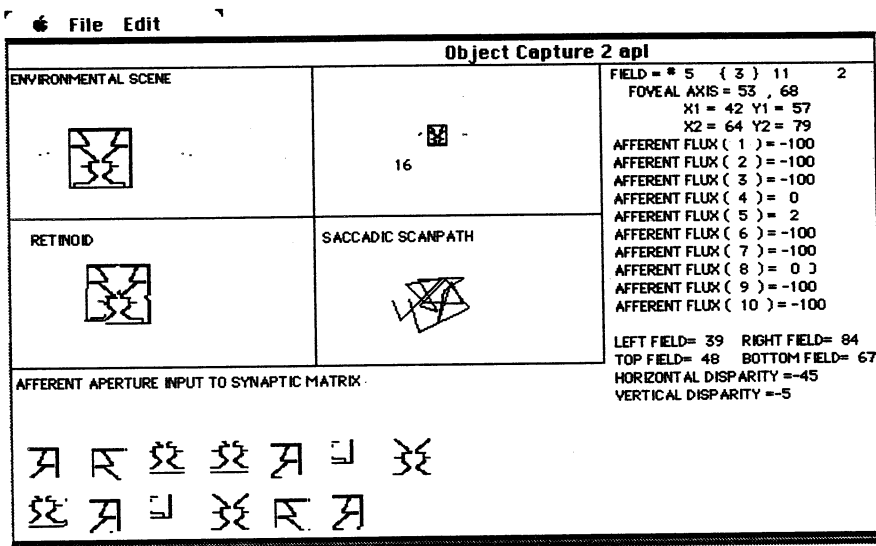 File Edit
Object Capture 2 apl
ENVIRONMENTAL SCENE
16
RETINOID
SACCADIC SCANPATH
FIELD = # 5 { 3 } 11 2
FOVEAL AXIS = 53 , 68
X1 = 42 Y1 = 57
X2 = 64 Y2 = 79
AFFERENT FLUX ( 1 ) = -100
AFFERENT FLUX ( 2 ) = -100
AFFERENT FLUX ( 3 ) = -100
AFFERENT FLUX ( 4 ) = 0
AFFERENT FLUX ( 5 ) = 2
AFFERENT FLUX ( 6 ) = -100
AFFERENT FLUX ( 7 ) = -100
AFFERENT FLUX ( 8 ) = 0 )
AFFERENT FLUX ( 9 ) = -100
AFFERENT FLUX ( 10 ) = -100
LEFT FIELD= 39 RIGHT FIELD= 84
TOP FIELD= 48 BOTTOM FIELD= 67
HORIZONTAL DISPARITY =-45
VERTICAL DISPARITY =-5
AFFERENT APERTURE INPUT TO SYNAPTIC MATRIX